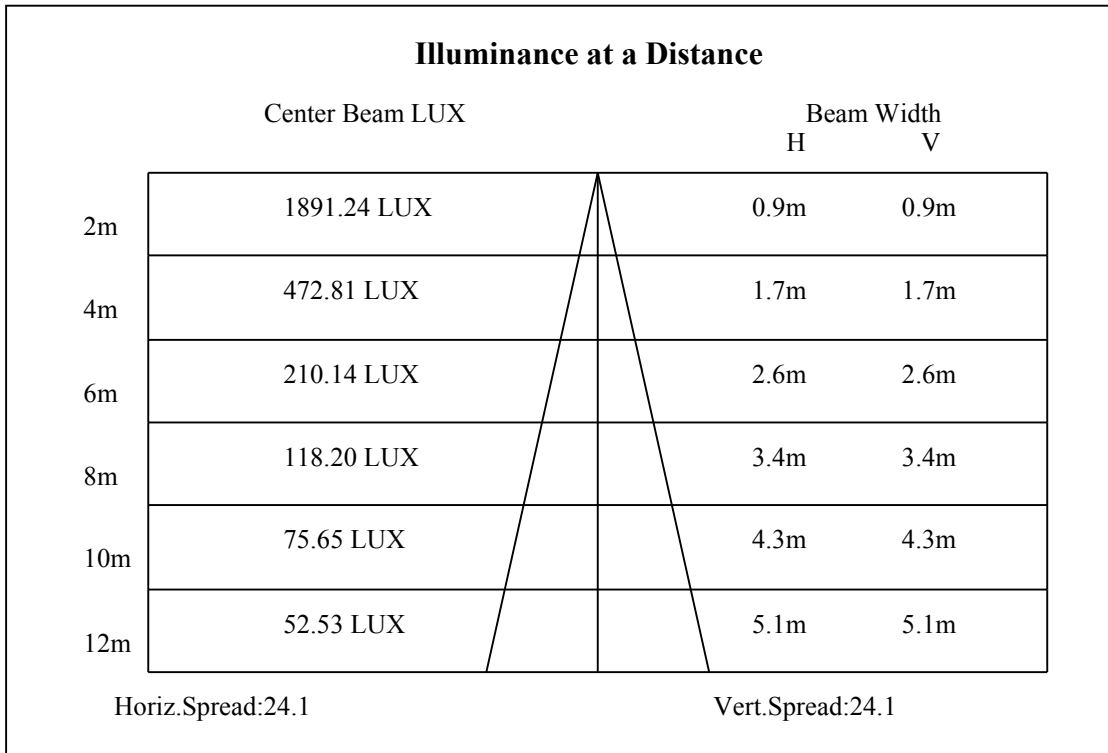 Illuminance at a Distance
Center Beam LUX Beam Width
H V
2m 1891.24 LUX 0.9m 0.9m
4m 472.81 LUX 1.7m 1.7m
6m 210.14 LUX 2.6m 2.6m
8m 118.20 LUX 3.4m 3.4m
10m 75.65 LUX 4.3m 4.3m
12m 52.53 LUX 5.1m 5.1m
Horiz.Spread:24.1 Vert.Spread:24.1